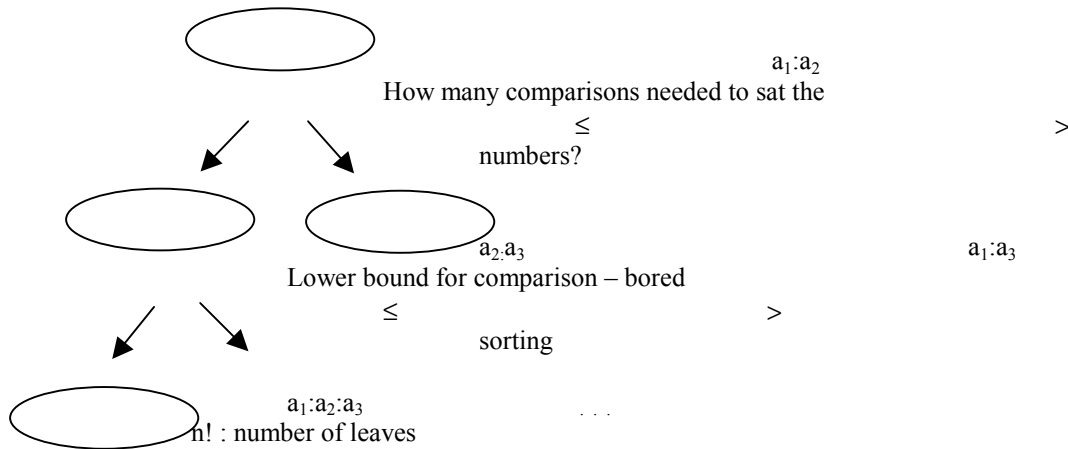 a₁:a₂
How many comparisons needed to sat the
≤ >
numbers?
a₂:a₃ a₁:a₃
Lower bound for comparison – bored
≤ >
sorting
a₁:a₂:a₃ . . .
n! : number of leaves